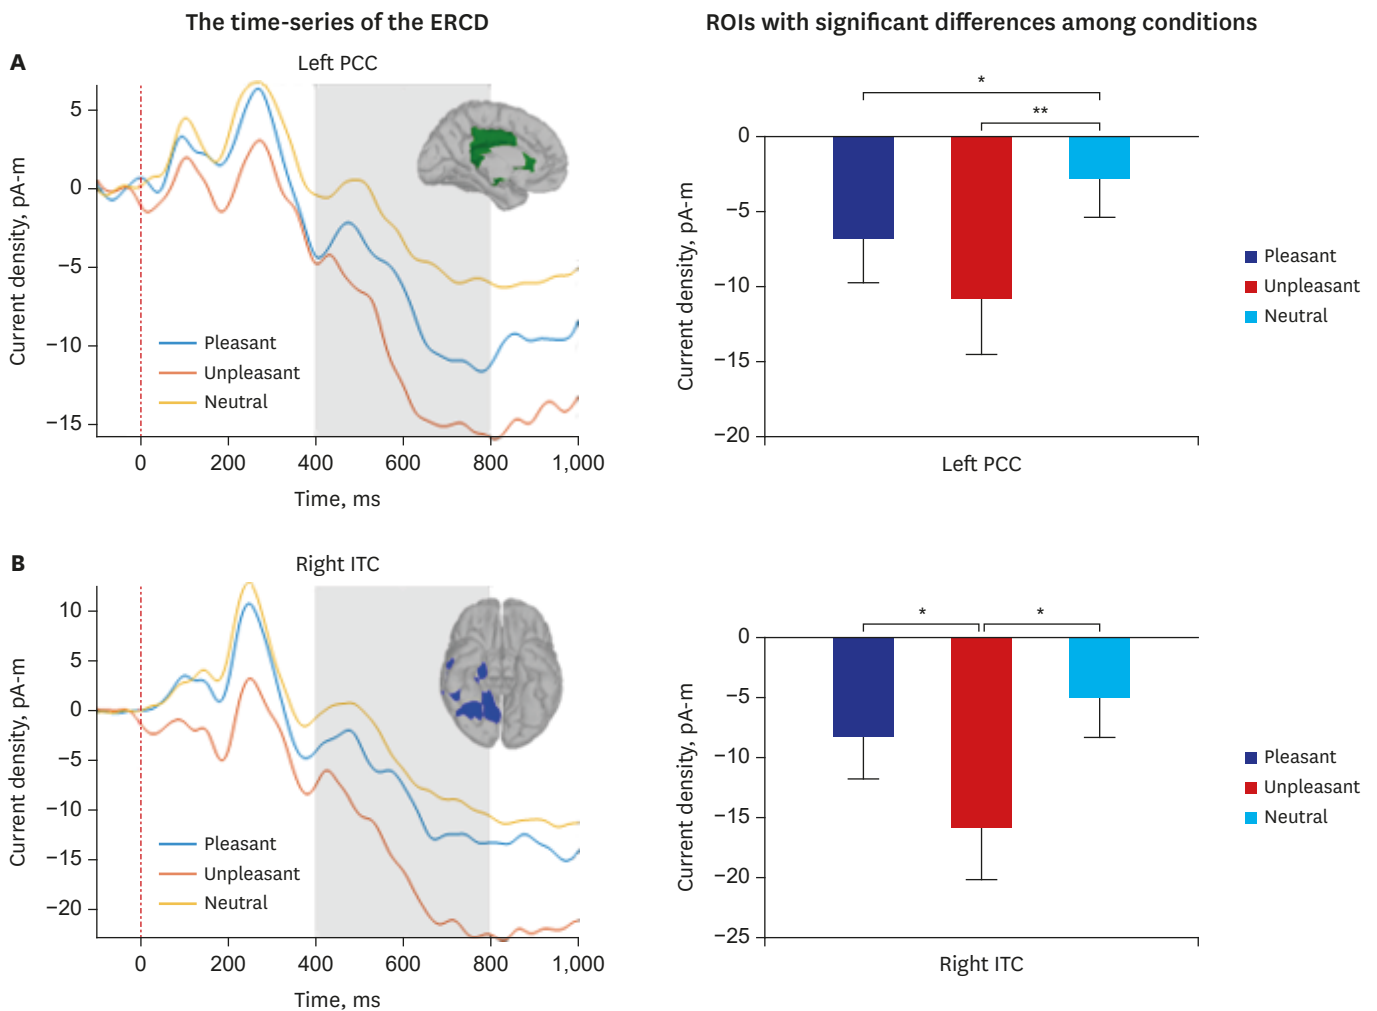 The time-series of the ERCD
ROIs with significant differences among conditions
A
Left PCC
Current density, pA-m
5
0
−5
−10
−15
Pleasant
Unpleasant
Neutral
0 200 400 600 800 1,000
Time, ms
* 
**
Current density, pA-m
0
−5
−10
−15
−20
Left PCC
Pleasant
Unpleasant
Neutral
B
Right ITC
Current density, pA-m
10
5
0
−5
−10
−15
−20
Pleasant
Unpleasant
Neutral
0 200 400 600 800 1,000
Time, ms
* *
Current density, pA-m
0
−5
−10
−15
−20
−25
Right ITC
Pleasant
Unpleasant
Neutral